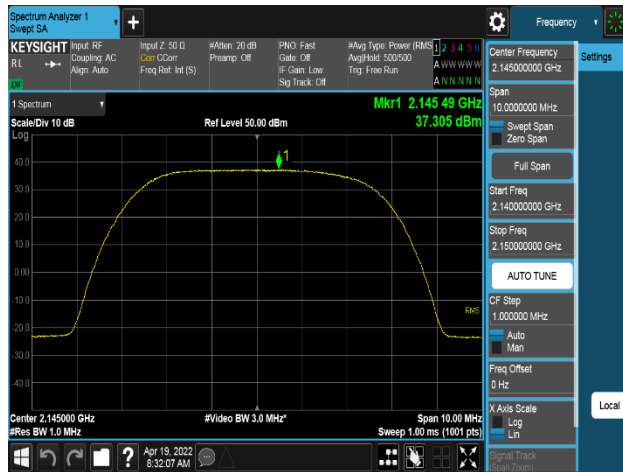 Spectrum Analyzer 1
Swept SA
Frequency
KEYSIGHT
RL
Input: RF
Coupling: AC
Align: Auto
Input Z: 50 Ω
Corr CCorr
Freq Ref: Int (S)
#Atten: 20 dB
Preamp: Off
PNO: Fast
Gate: Off
IF Gain: Low
Sig Track: Off
#Avg Type: Power (RMS
Avg|Hold: 500/500
Trig: Free Run
1 2 3 4 5 6
A W W W W W
A N N N N N
1 Spectrum
Scale/Div 10 dB
Log
Ref Level 50.00 dBm
Mkr1 2.145 49 GHz
37.305 dBm
1
40.0
30.0
20.0
10.0
0.00
-10.0
-20.0
-30.0
-40.0
RMS
Center 2.145000 GHz
#Res BW 1.0 MHz
#Video BW 3.0 MHz*
Span 10.00 MHz
Sweep 1.00 ms (1001 pts)
Apr 19, 2022
8:32:07 AM
Center Frequency
2.145000000 GHz
Span
10.0000000 MHz
Swept Span
Zero Span
Full Span
Start Freq
2.140000000 GHz
Stop Freq
2.150000000 GHz
AUTO TUNE
CF Step
1.000000 MHz
Auto
Man
Freq Offset
0 Hz
X Axis Scale
Log
Lin
Signal Track
(Span Zoom)
Settings
Local